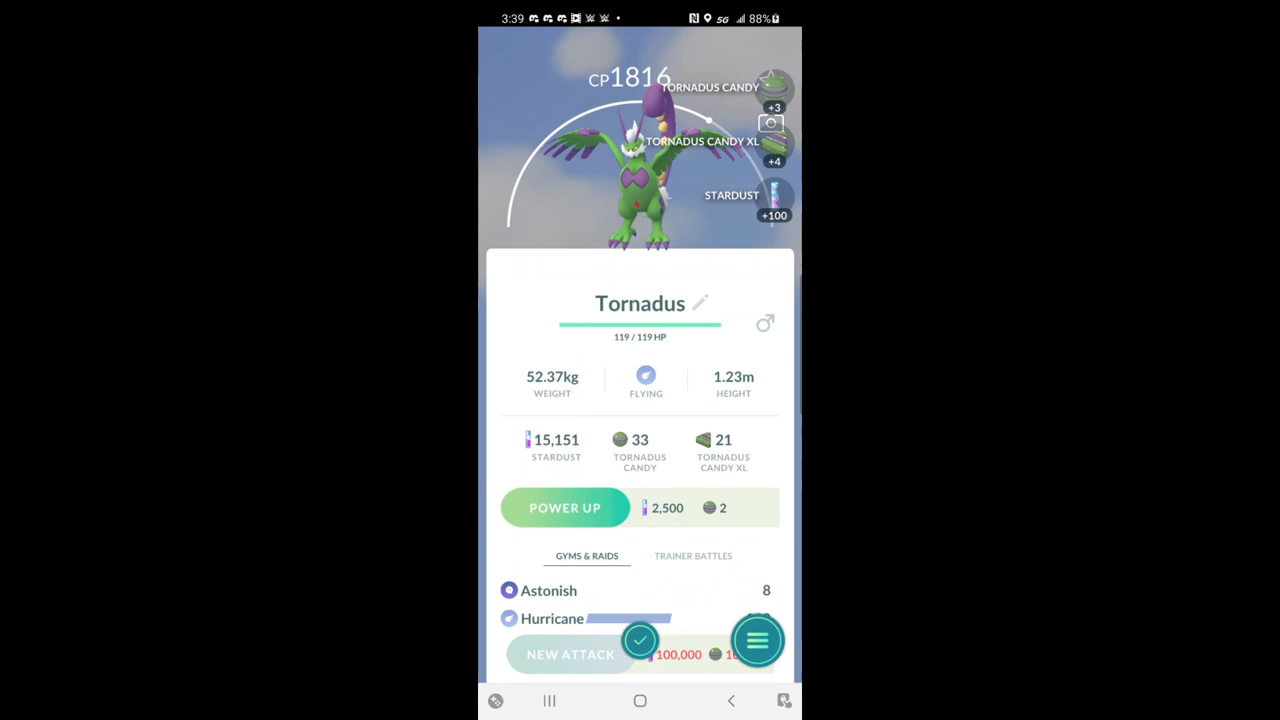 3:39 5G 88%
CP1816
TORNADUS CANDY
+3
TORNADUS CANDY XL
+4
STARDUST
+100
Tornadus
119 / 119 HP
52.37kg
WEIGHT
FLYING
1.23m
HEIGHT
15,151
STARDUST
33
TORNADUS
CANDY
21
TORNADUS
CANDY XL
POWER UP 2,500 2
GYMS & RAIDS TRAINER BATTLES
Astonish 8
Hurricane
NEW ATTACK 100,000